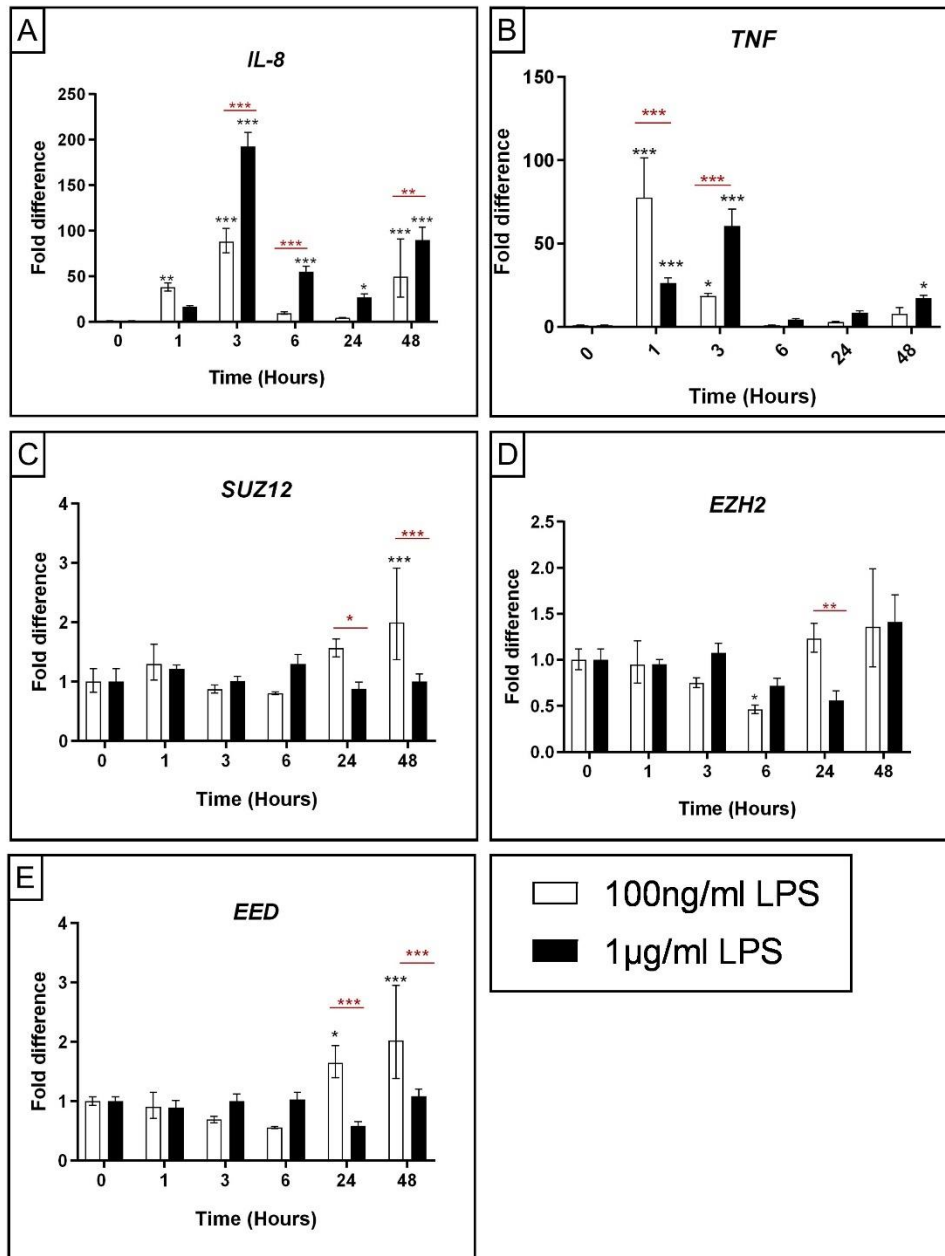 A
IL-8
Fold difference
250
200
150
100
50
0
**
***
***
***
***
***
*
**
***
***
0 1 3 6 24 48
Time (Hours)
B
TNF
Fold difference
150
100
50
0
***
***
***
***
*
***
*
0 1 3 6 24 48
Time (Hours)
C
SUZ12
Fold difference
4
3
2
1
0
*
***
***
0 1 3 6 24 48
Time (Hours)
D
EZH2
Fold difference
2.5
2.0
1.5
1.0
0.5
0.0
*
**
0 1 3 6 24 48
Time (Hours)
E
EED
Fold difference
4
3
2
1
0
***
*
***
***
0 1 3 6 24 48
Time (Hours)
100ng/ml LPS
1µg/ml LPS